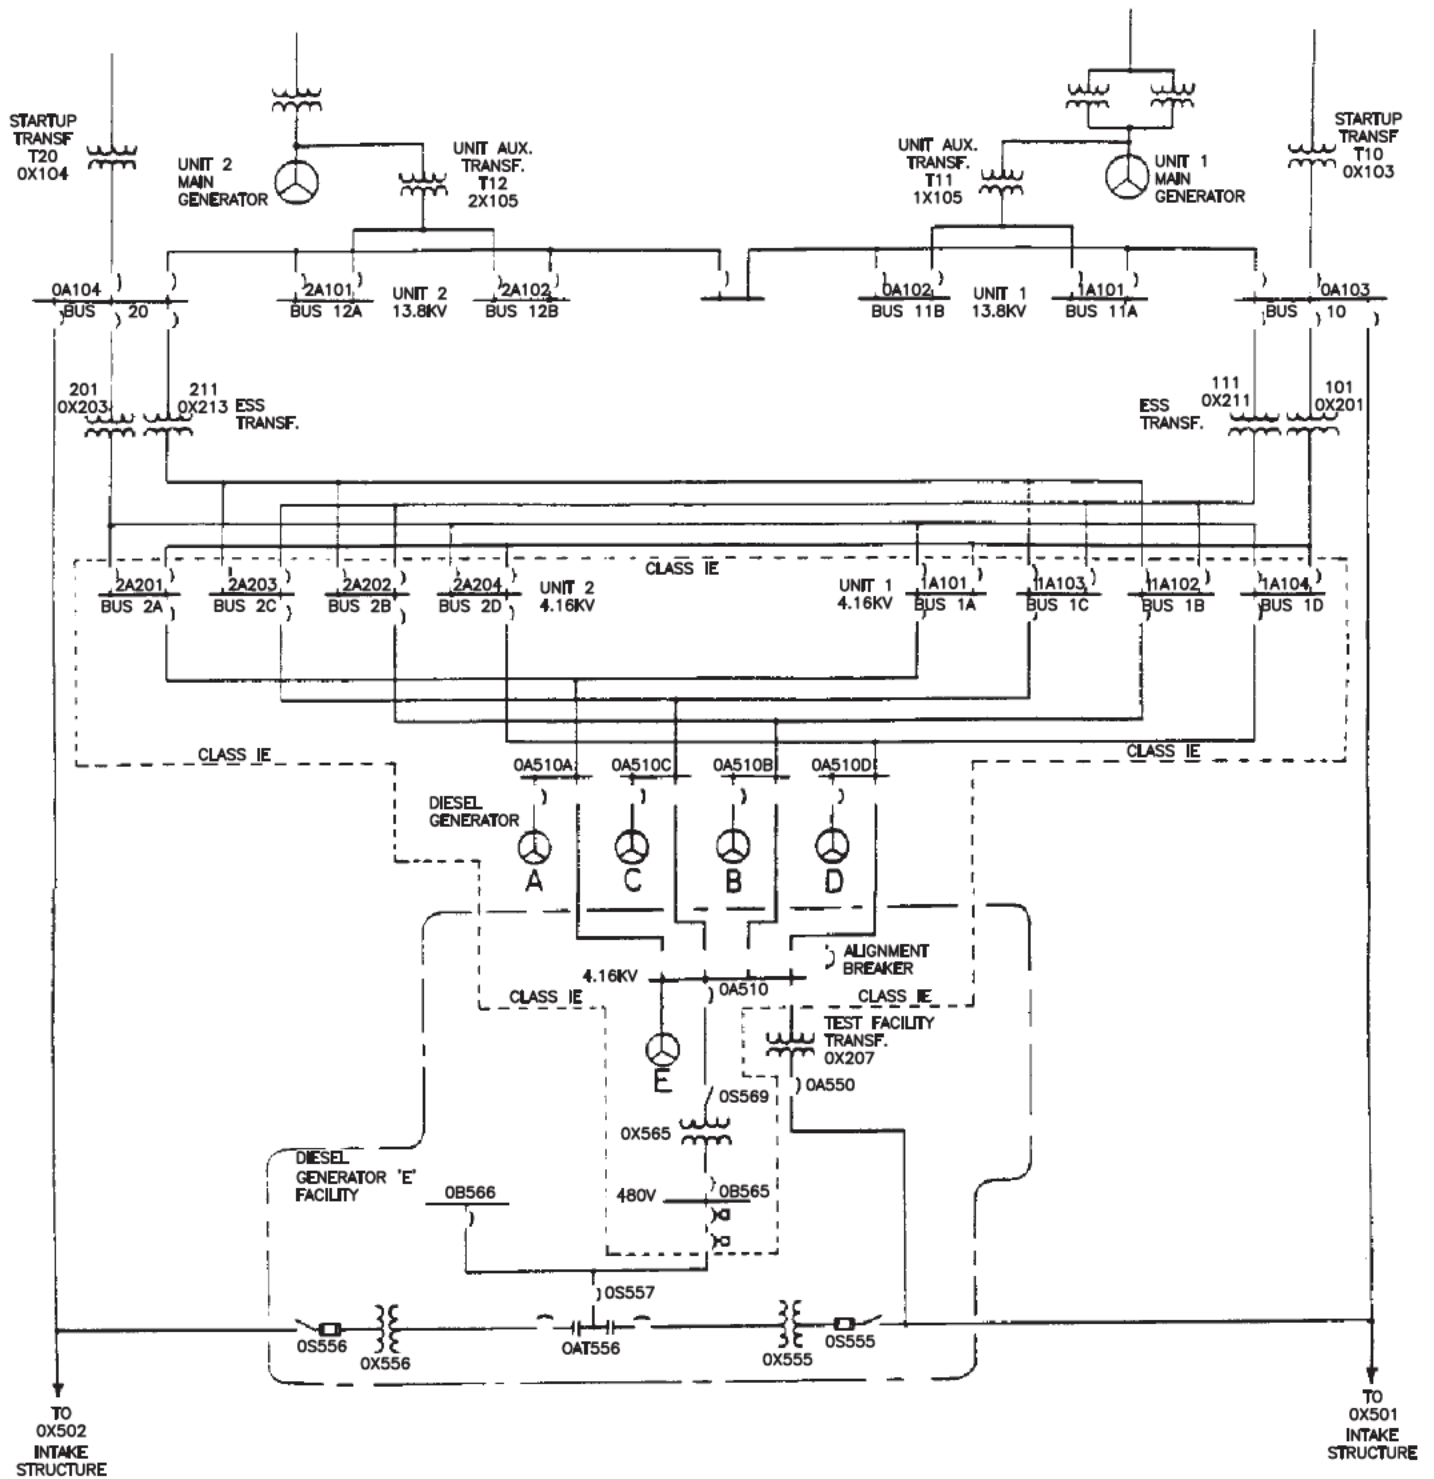 STARTUP
TRANSF
T20
0X104
UNIT 2
MAIN
GENERATOR
UNIT AUX.
TRANSF.
T12
2X105
UNIT AUX.
TRANSF.
T11
1X105
UNIT 1
MAIN
GENERATOR
STARTUP
TRANSF
T10
0X103
0A104
BUS 20
2A101
BUS 12A
UNIT 2
13.8KV
2A102
BUS 12B
0A102
BUS 11B
UNIT 1
13.8KV
1A101
BUS 11A
0A103
BUS 10
201
0X203
211
0X213
ESS
TRANSF.
ESS
TRANSF.
111
0X211
101
0X201
CLASS IE
2A201
BUS 2A
2A203
BUS 2C
2A202
BUS 2B
2A204
BUS 2D
UNIT 2
4.16KV
UNIT 1
4.16KV
1A101
BUS 1A
1A103
BUS 1C
1A102
BUS 1B
1A104
BUS 1D
CLASS IE
CLASS IE
0A510A
0A510C
0A510B
0A510D
DIESEL
GENERATOR
A
C
B
D
ALIGNMENT
BREAKER
4.16KV
0A510
CLASS IE
CLASS IE
TEST FACILITY
TRANSF.
0X207
E
0A550
0S569
0X565
DIESEL
GENERATOR 'E'
FACILITY
0B566
480V
0B565
0S557
0S556
0X556
0AT556
0X555
0S555
TO
0X502
INTAKE
STRUCTURE
TO
0X501
INTAKE
STRUCTURE